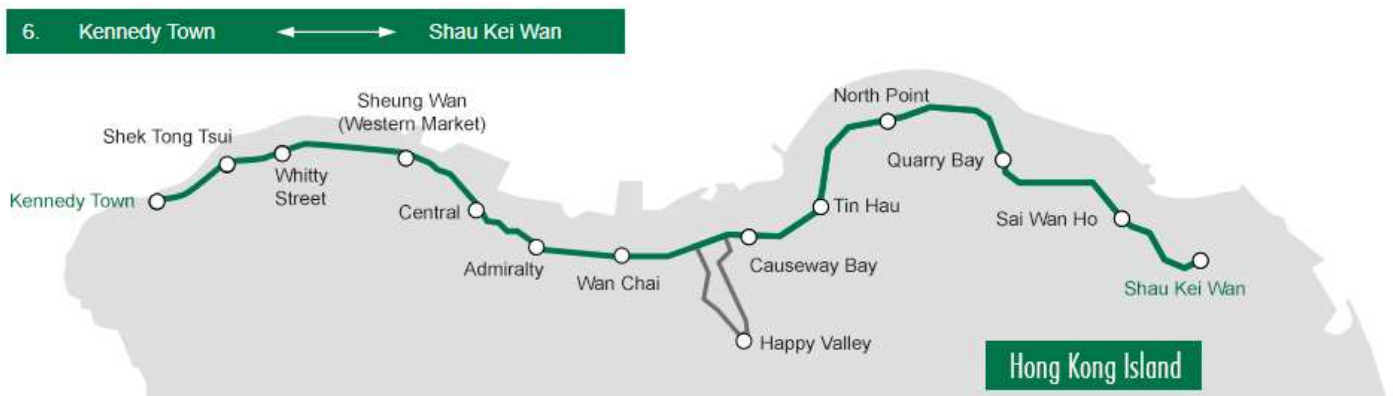 6. Kennedy Town Shau Kei Wan
Sheung Wan
(Western Market)
Shek Tong Tsui
Kennedy Town
Whitty
Street
Central
Admiralty
Wan Chai
Causeway Bay
Happy Valley
Tin Hau
North Point
Quarry Bay
Sai Wan Ho
Shau Kei Wan
Hong Kong Island